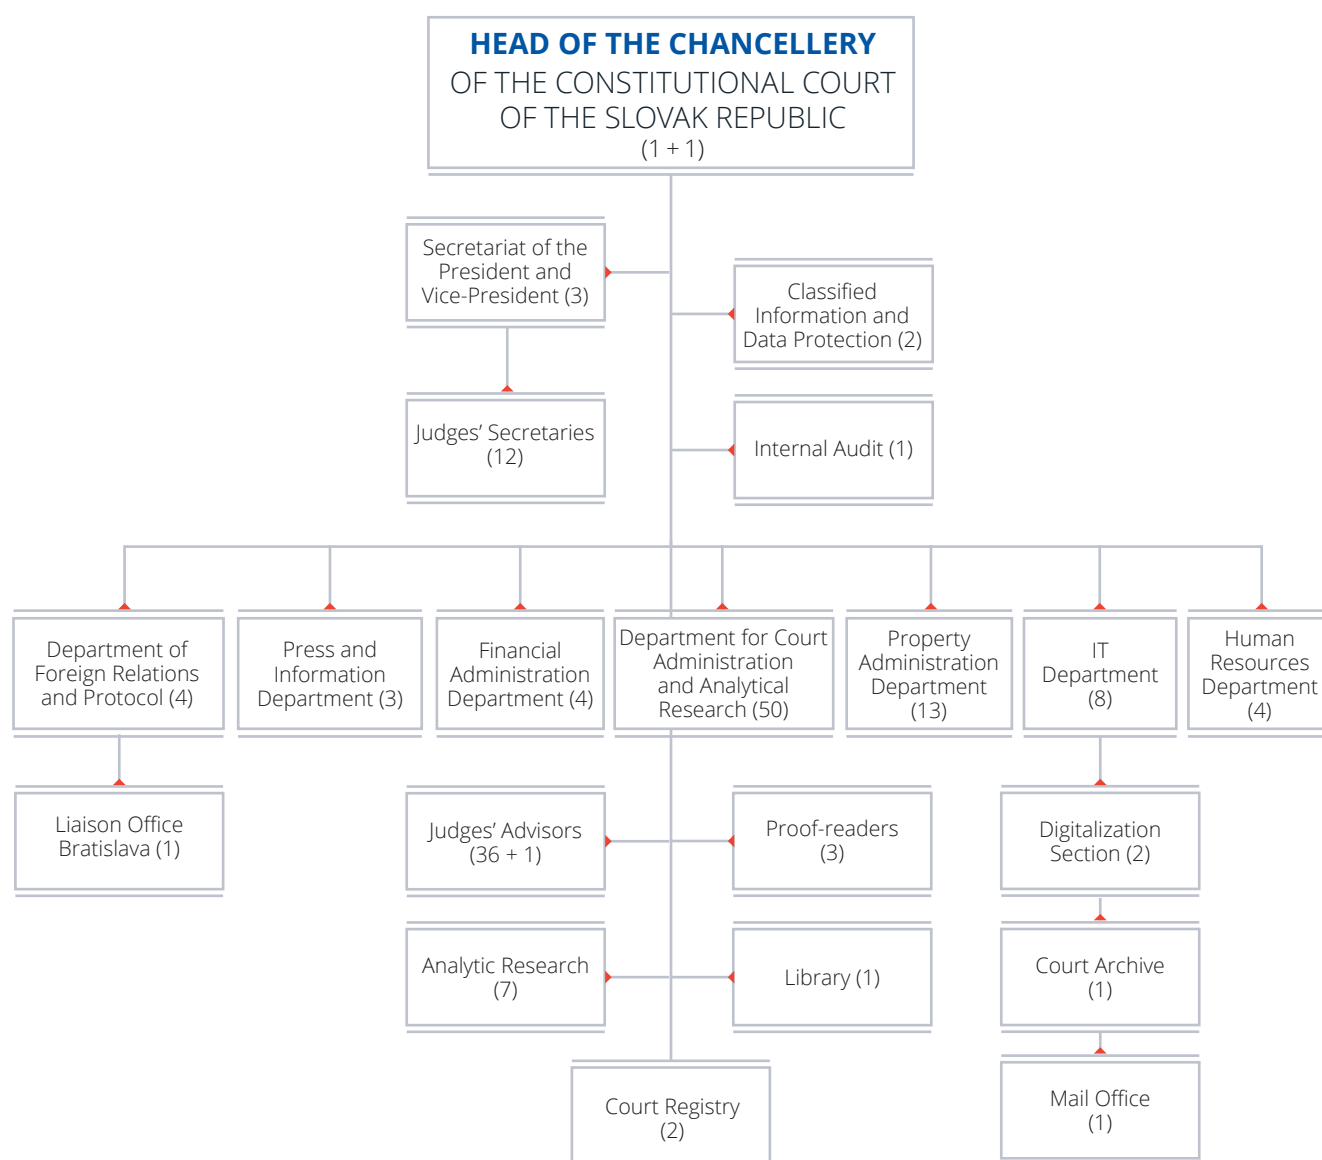 HEAD OF THE CHANCELLERY
OF THE CONSTITUTIONAL COURT
OF THE SLOVAK REPUBLIC
(1 + 1)
Secretariat of the
President and
Vice-President (3)
Classified
Information and
Data Protection (2)
Judges’ Secretaries
(12)
Internal Audit (1)
Department of
Foreign Relations
and Protocol (4)
Press and
Information
Department (3)
Financial
Administration
Department (4)
Department for Court
Administration
and Analytical
Research (50)
Property
Administration
Department
(13)
IT
Department
(8)
Human
Resources
Department
(4)
Liaison Office
Bratislava (1)
Judges’ Advisors
(36 + 1)
Proof-readers
(3)
Digitalization
Section (2)
Analytic Research
(7)
Library (1)
Court Archive
(1)
Court Registry
(2)
Mail Office
(1)